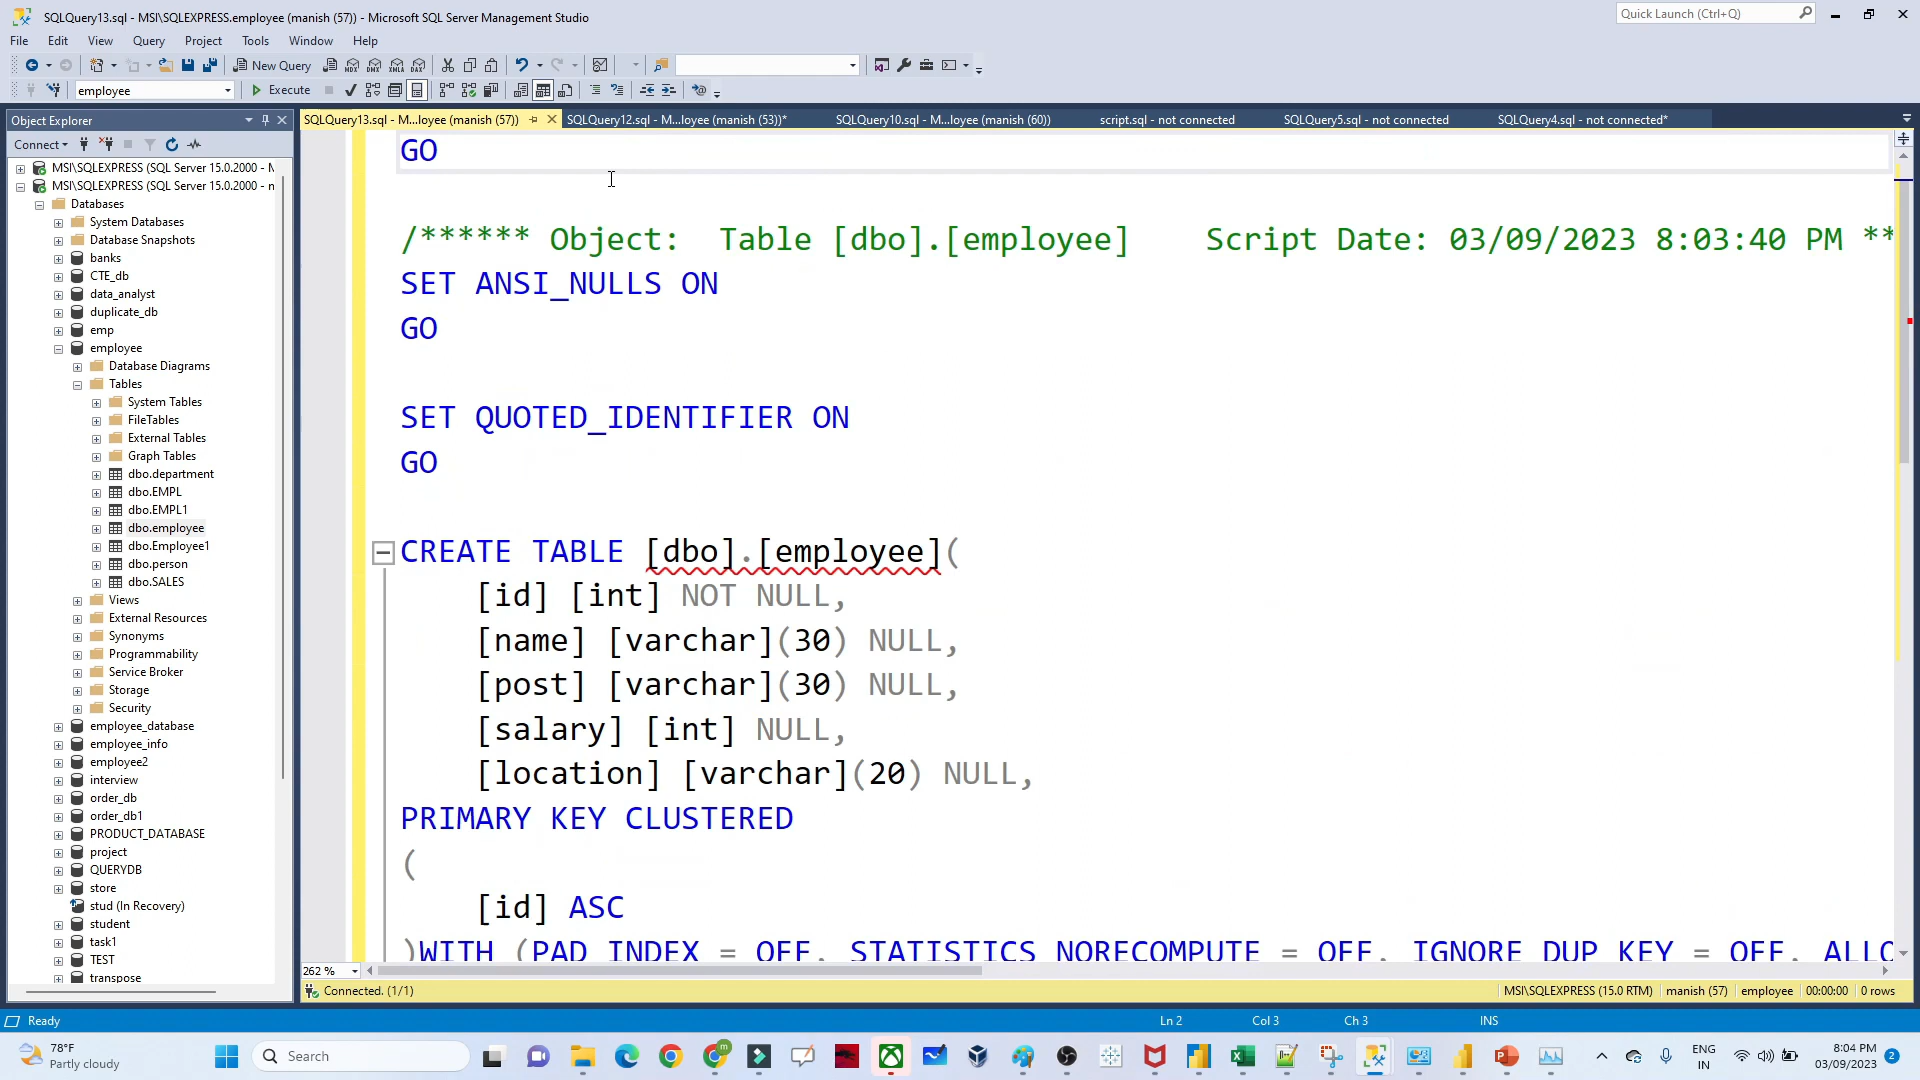 SQLQuery13.sql - MSI\SQLEXPRESS.employee (manish (57)) - Microsoft SQL Server Management Studio
Quick Launch (Ctrl+Q)
File Edit View Query Project Tools Window Help
New Query
MDX DMX XMLA DAX
employee
Execute
Object Explorer
SQLQuery13.sql - M...loyee (manish (57))
SQLQuery12.sql - M...loyee (manish (53))*
SQLQuery10.sql - M...loyee (manish (60))
script.sql - not connected
SQLQuery5.sql - not connected
SQLQuery4.sql - not connected*
Connect
MSI\SQLEXPRESS (SQL Server 15.0.2000 -
MSI\SQLEXPRESS (SQL Server 15.0.2000 -
Databases
System Databases
Database Snapshots
banks
CTE_db
data_analyst
duplicate_db
emp
employee
Database Diagrams
Tables
System Tables
FileTables
External Tables
Graph Tables
dbo.department
dbo.EMPL
dbo.EMPL1
dbo.employee
dbo.Employee1
dbo.person
dbo.SALES
Views
External Resources
Synonyms
Programmability
Service Broker
Storage
Security
employee_database
employee_info
employee2
interview
order_db
order_db1
PRODUCT_DATABASE
project
QUERYDB
store
stud (In Recovery)
student
task1
TEST
transpose
GO
/****** Object:  Table [dbo].[employee]    Script Date: 03/09/2023 8:03:40 PM **
SET ANSI_NULLS ON
GO
SET QUOTED_IDENTIFIER ON
GO
CREATE TABLE [dbo].[employee](
[id] [int] NOT NULL,
[name] [varchar](30) NULL,
[post] [varchar](30) NULL,
[salary] [int] NULL,
[location] [varchar](20) NULL,
PRIMARY KEY CLUSTERED
(
[id] ASC
)WITH (PAD_INDEX = OFF, STATISTICS_NORECOMPUTE = OFF, IGNORE_DUP_KEY = OFF, ALLO
262 %
Connected. (1/1)
MSI\SQLEXPRESS (15.0 RTM) manish (57) employee 00:00:00 0 rows
Ready
Ln 2 Col 3 Ch 3 INS
78°F
Partly cloudy
Search
ENG
IN
8:04 PM
03/09/2023
2